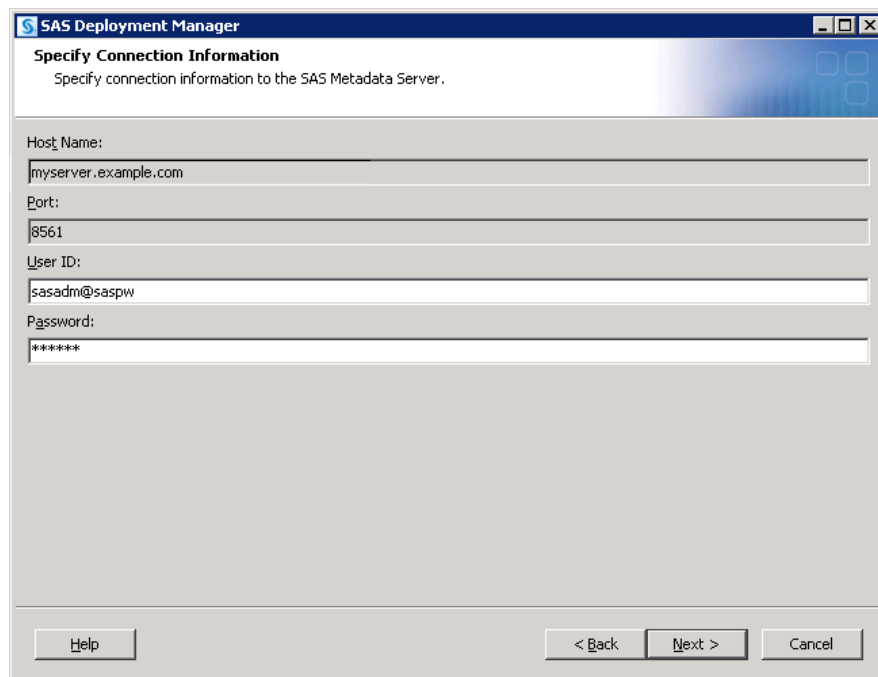 SAS Deployment Manager
Specify Connection Information
Specify connection information to the SAS Metadata Server.
Host Name:
myserver.example.com
Port:
8561
User ID:
sasadm@saspw
Password:
******
Help
< Back
Next >
Cancel